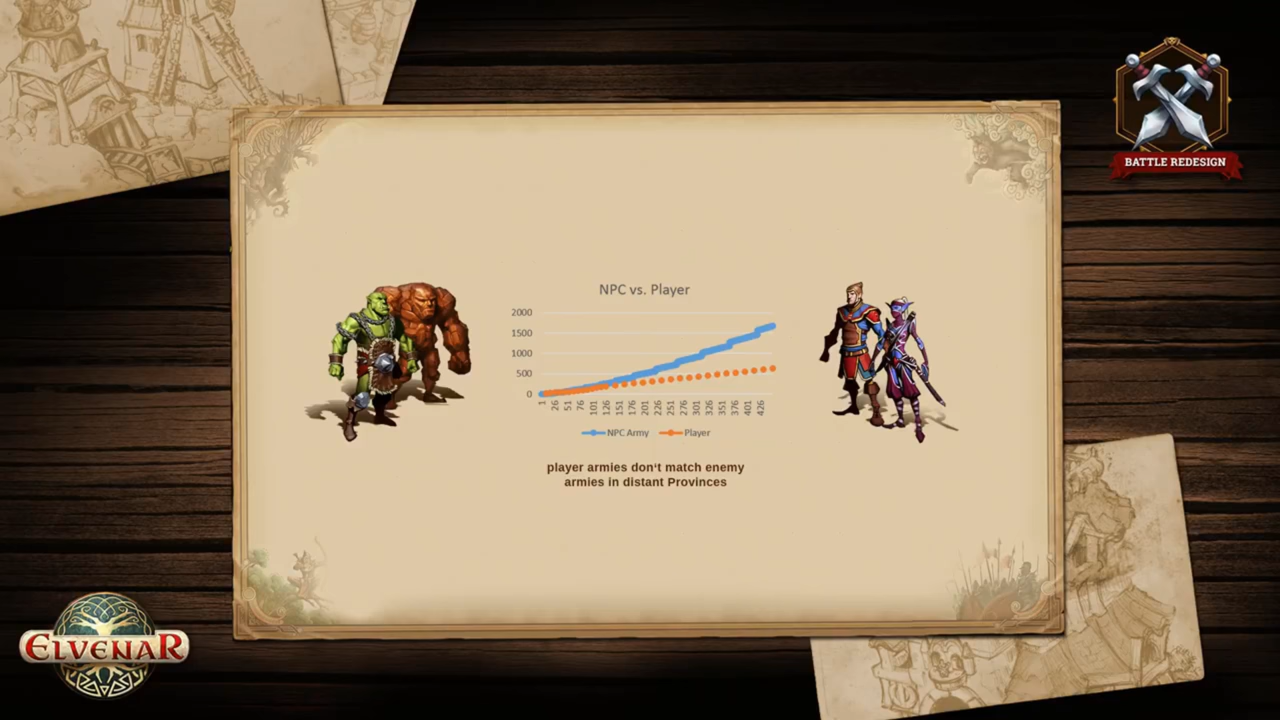 BATTLE REDESIGN
NPC vs. Player
2000
1500
1000
500
0
1 26 51 76 101 126 151 176 201 226 251 276 301 326 351 376 401 426
NPC Army Player
player armies don't match enemy
armies in distant Provinces
ELVENAR